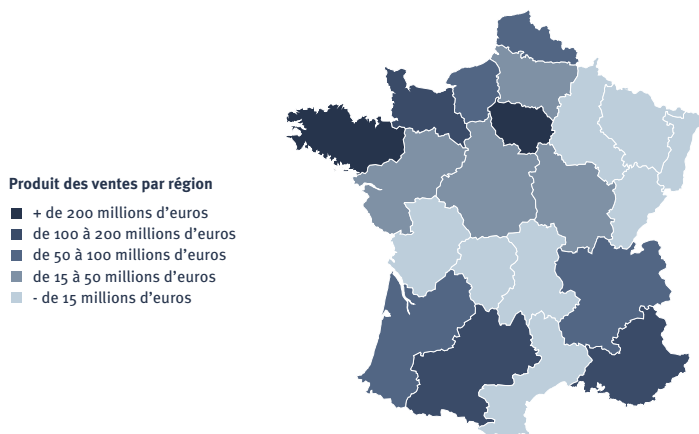 Produit des ventes par région
+ de 200 millions d’euros
de 100 à 200 millions d’euros
de 50 à 100 millions d’euros
de 15 à 50 millions d’euros
- de 15 millions d’euros